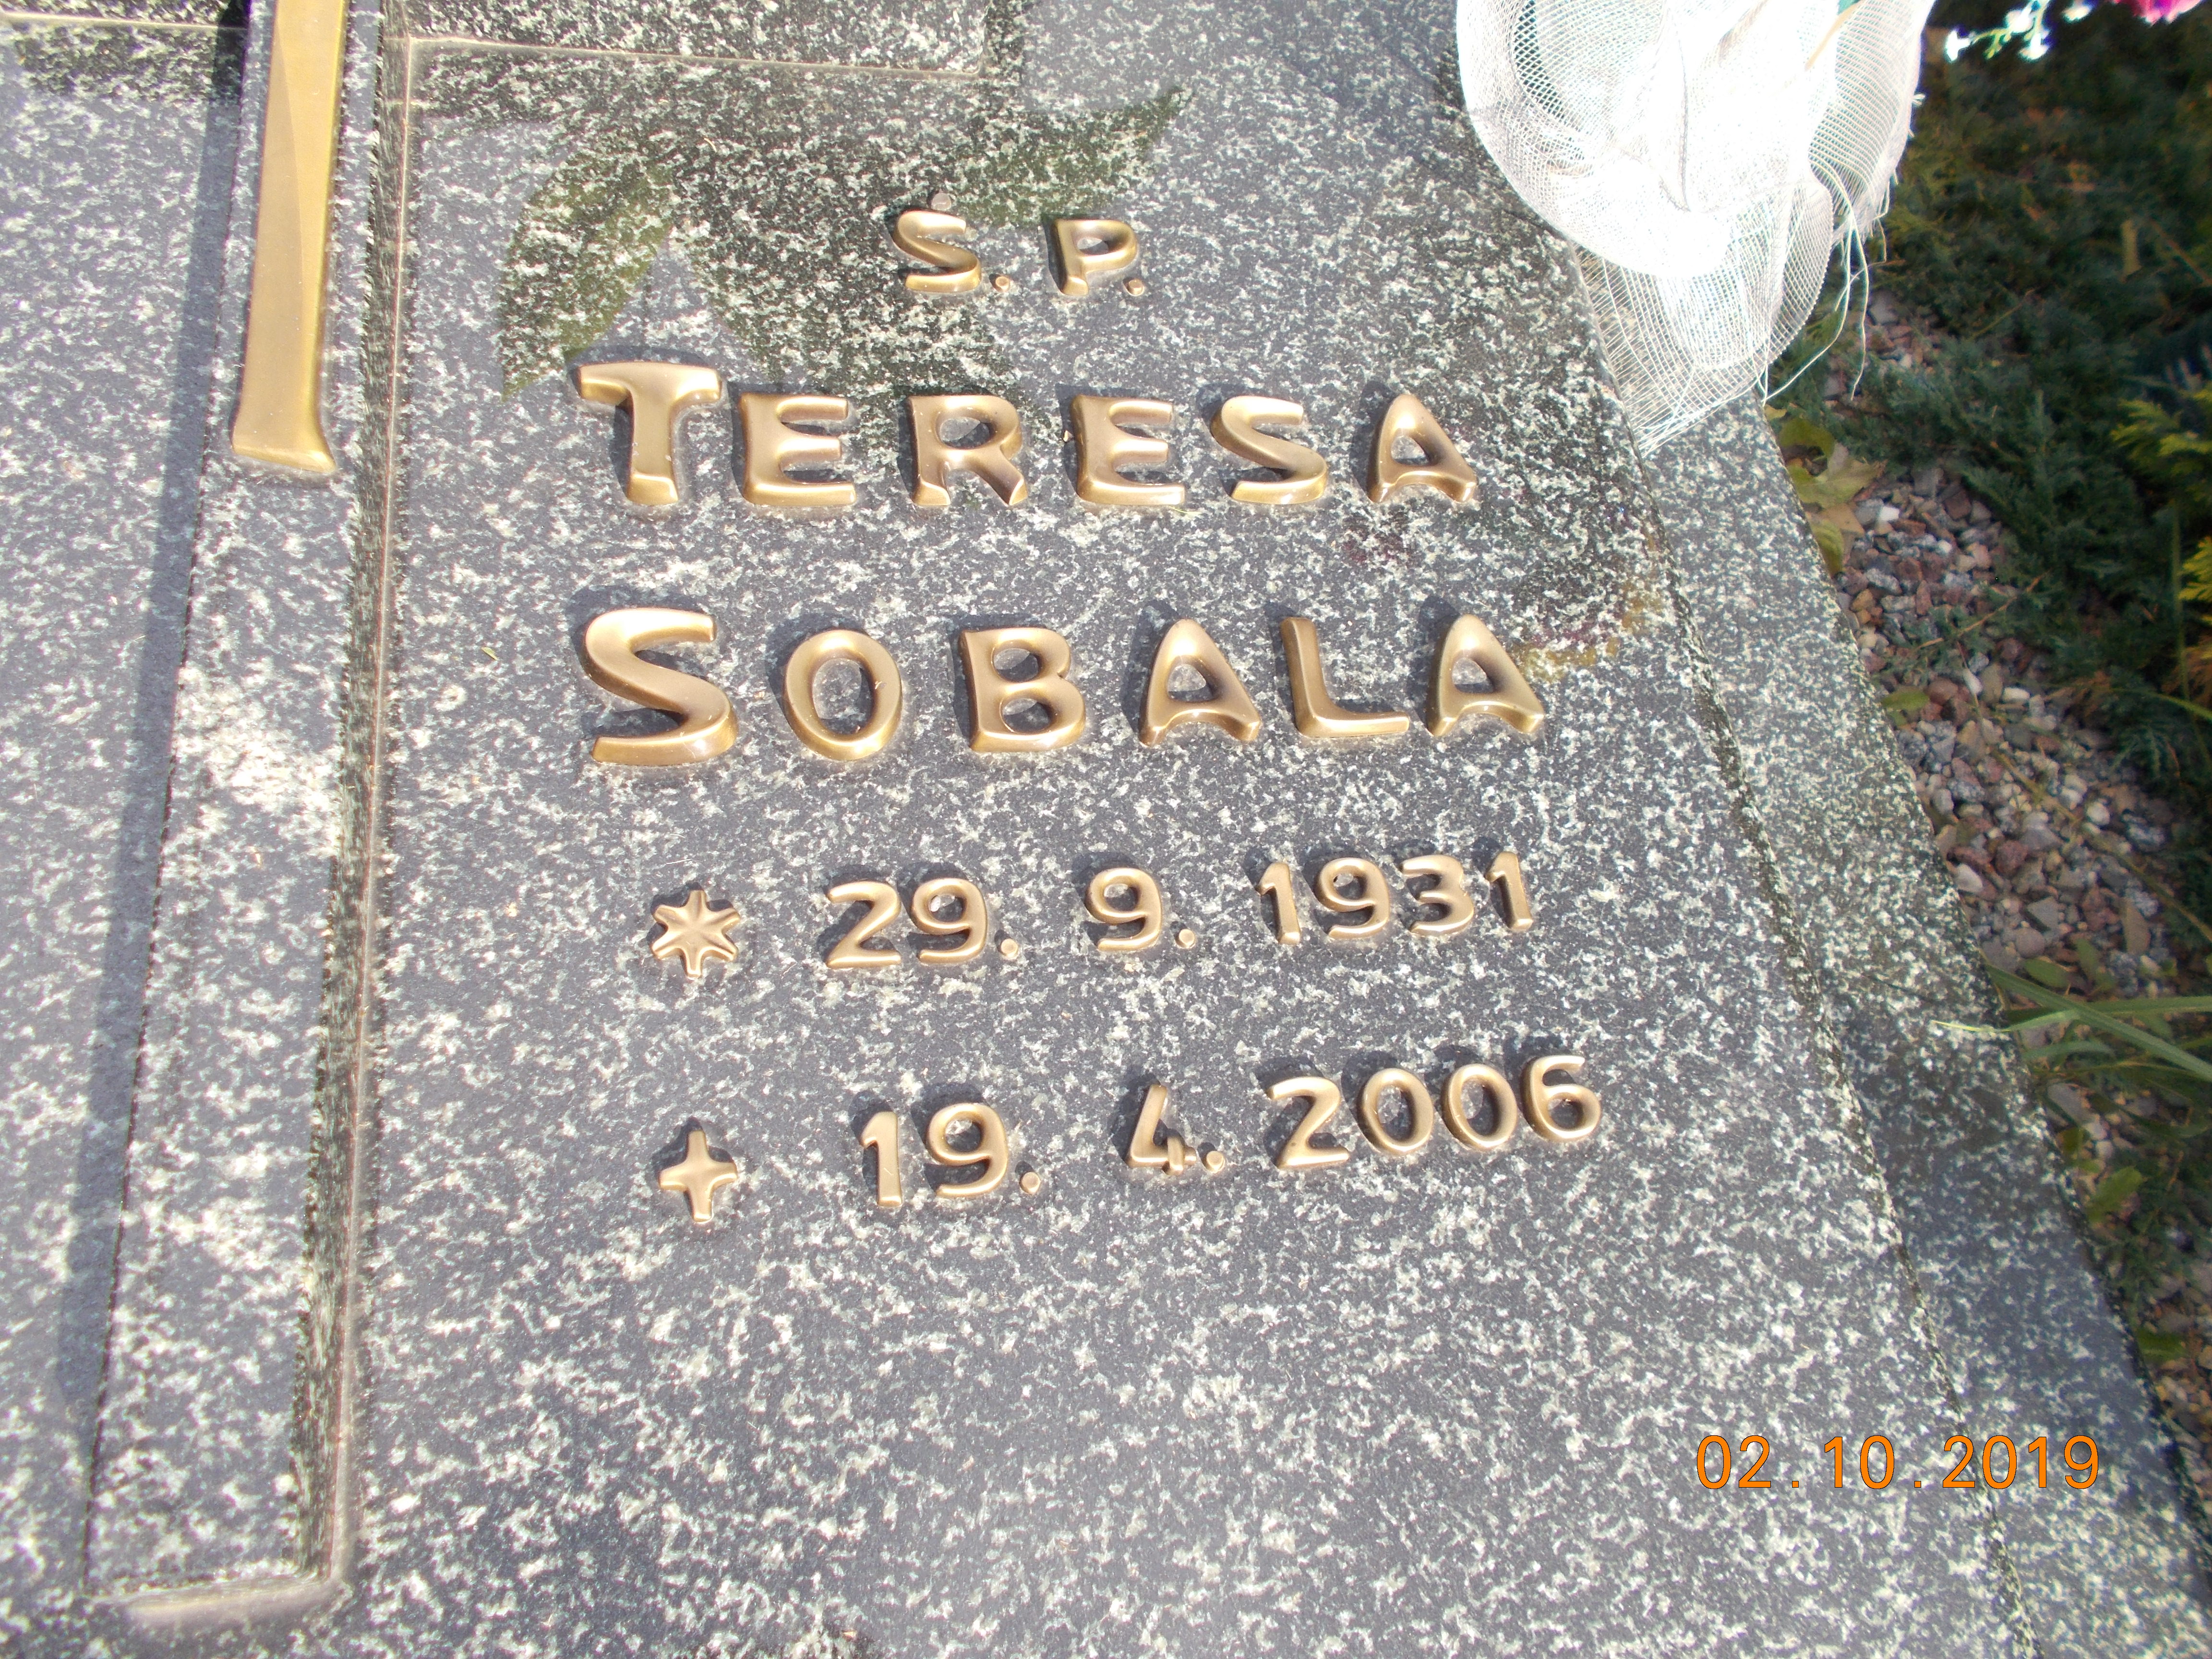 Ś. P.
TERESA
SOBALA
* 29. 9. 1931
+ 19. 4. 2006
02.10.2019